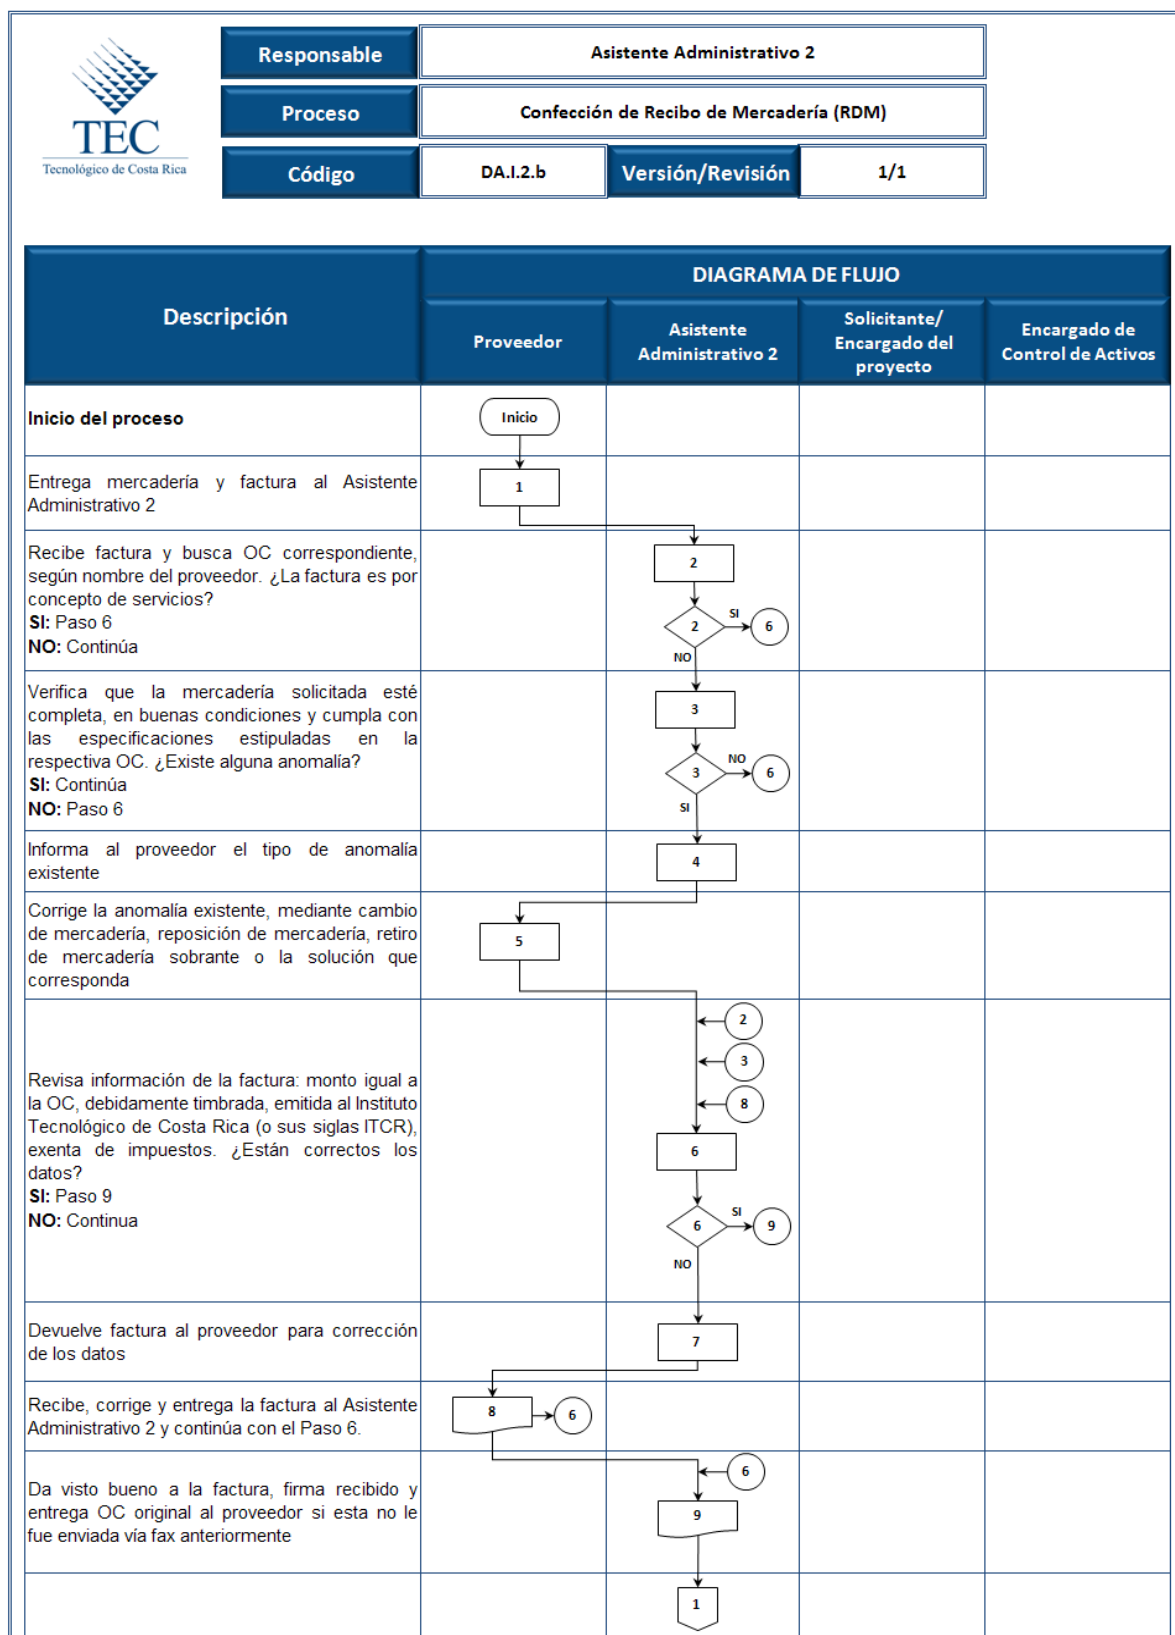 TEC
Tecnológico de Costa Rica
Responsable
Asistente Administrativo 2
Proceso
Confección de Recibo de Mercadería (RDM)
Código
DA.I.2.b
Versión/Revisión
1/1
Descripción
DIAGRAMA DE FLUJO
Proveedor
Asistente
Administrativo 2
Solicitante/
Encargado del
proyecto
Encargado de
Control de Activos
Inicio del proceso
Inicio
Entrega mercadería y factura al Asistente
Administrativo 2
1
Recibe factura y busca OC correspondiente,
según nombre del proveedor. ¿La factura es por
concepto de servicios?
SI: Paso 6
NO: Continúa
2
2
SI
6
NO
Verifica que la mercadería solicitada esté
completa, en buenas condiciones y cumpla con
las especificaciones estipuladas en la
respectiva OC. ¿Existe alguna anomalía?
SI: Continúa
NO: Paso 6
3
3
NO
6
SI
Informa al proveedor el tipo de anomalía
existente
4
Corrige la anomalía existente, mediante cambio
de mercadería, reposición de mercadería, retiro
de mercadería sobrante o la solución que
corresponda
5
2
3
8
Revisa información de la factura: monto igual a
la OC, debidamente timbrada, emitida al Instituto
Tecnológico de Costa Rica (o sus siglas ITCR),
exenta de impuestos. ¿Están correctos los
datos?
SI: Paso 9
NO: Continua
6
6
SI
9
NO
Devuelve factura al proveedor para corrección
de los datos
7
Recibe, corrige y entrega la factura al Asistente
Administrativo 2 y continúa con el Paso 6.
8
6
Da visto bueno a la factura, firma recibido y
entrega OC original al proveedor si esta no le
fue enviada vía fax anteriormente
6
9
1